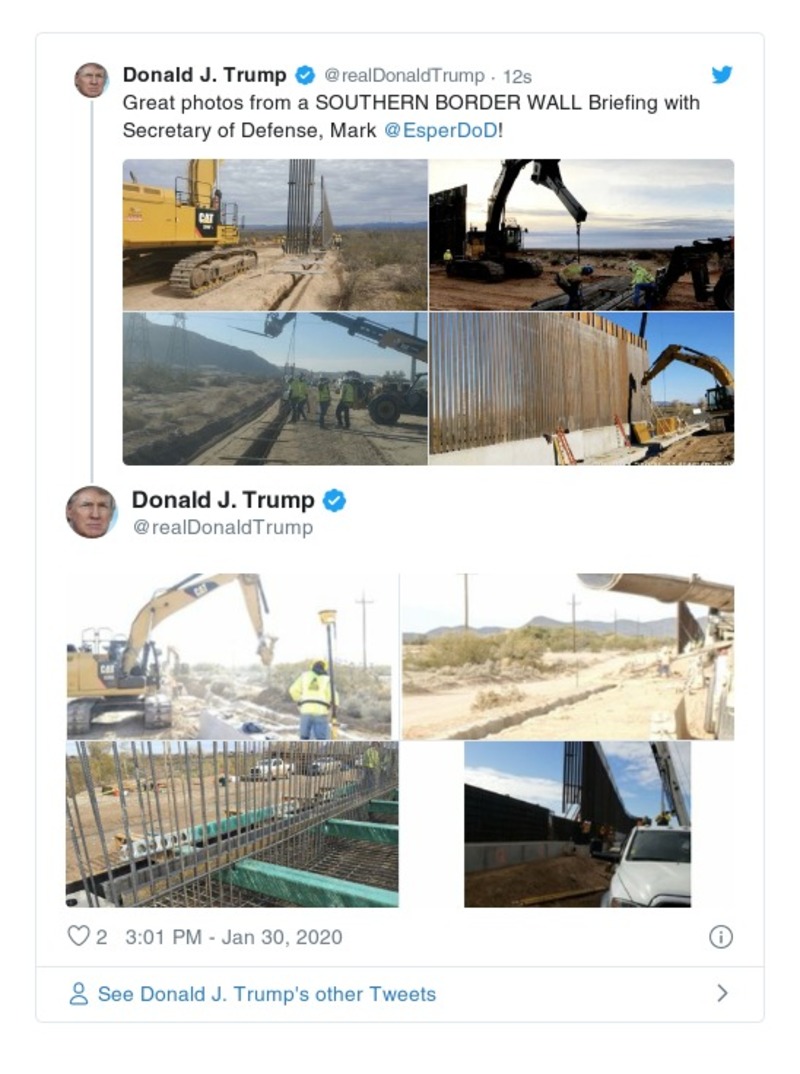 Donald J. Trump @realDonaldTrump · 12s
Great photos from a SOUTHERN BORDER WALL Briefing with
Secretary of Defense, Mark @EsperDoD!
CAT
Donald J. Trump
@realDonaldTrump
CAT
CAT
2 3:01 PM - Jan 30, 2020
See Donald J. Trump's other Tweets